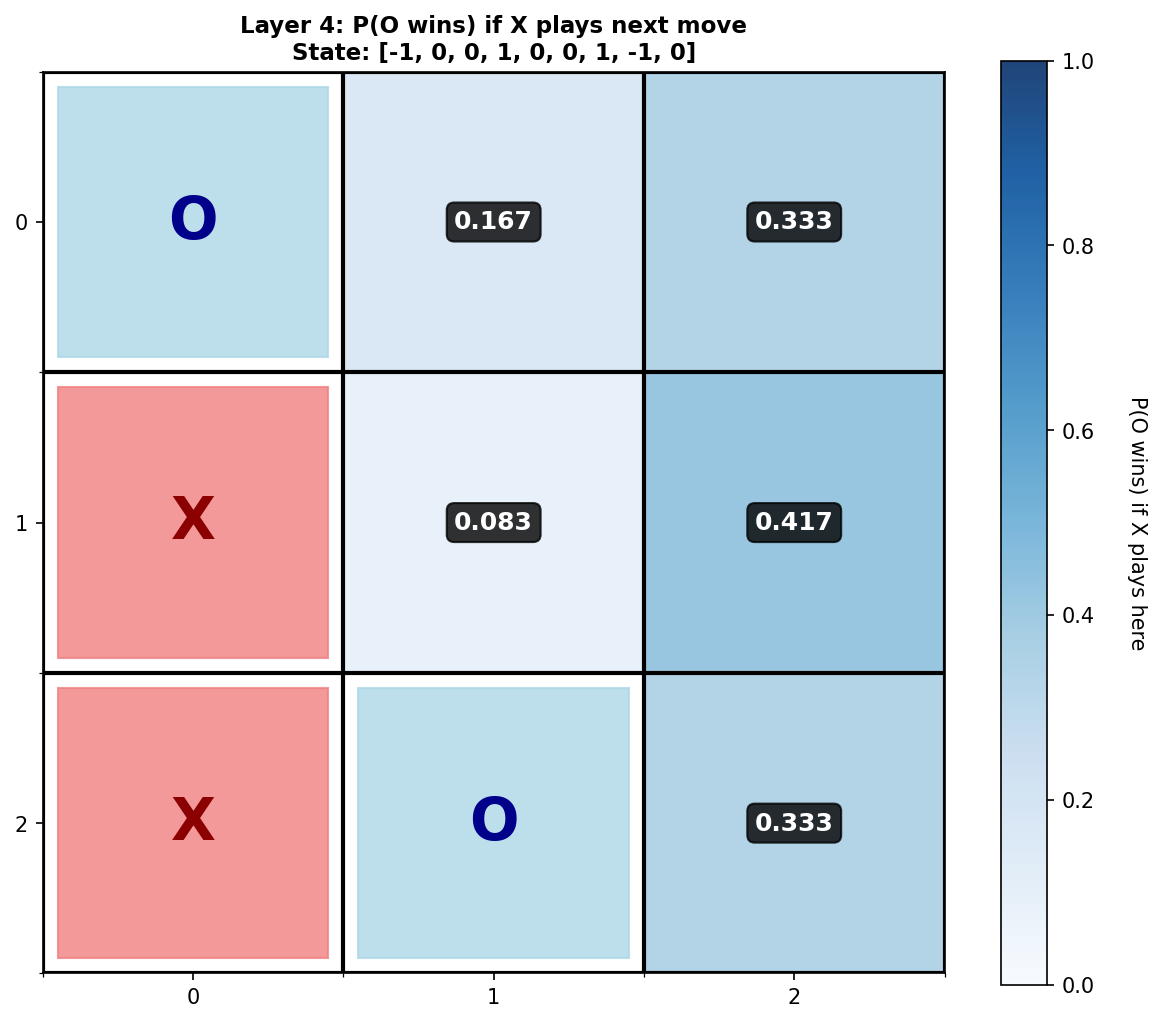 Layer 4: P(O wins) if X plays next move
State: [-1, 0, 0, 1, 0, 0, 1, -1, 0]
0
O
0.167
0.333
1
X
0.083
0.417
2
X
O
0.333
0
1
2
1.0
0.8
0.6
0.4
0.2
0.0
P(O wins) if X plays here